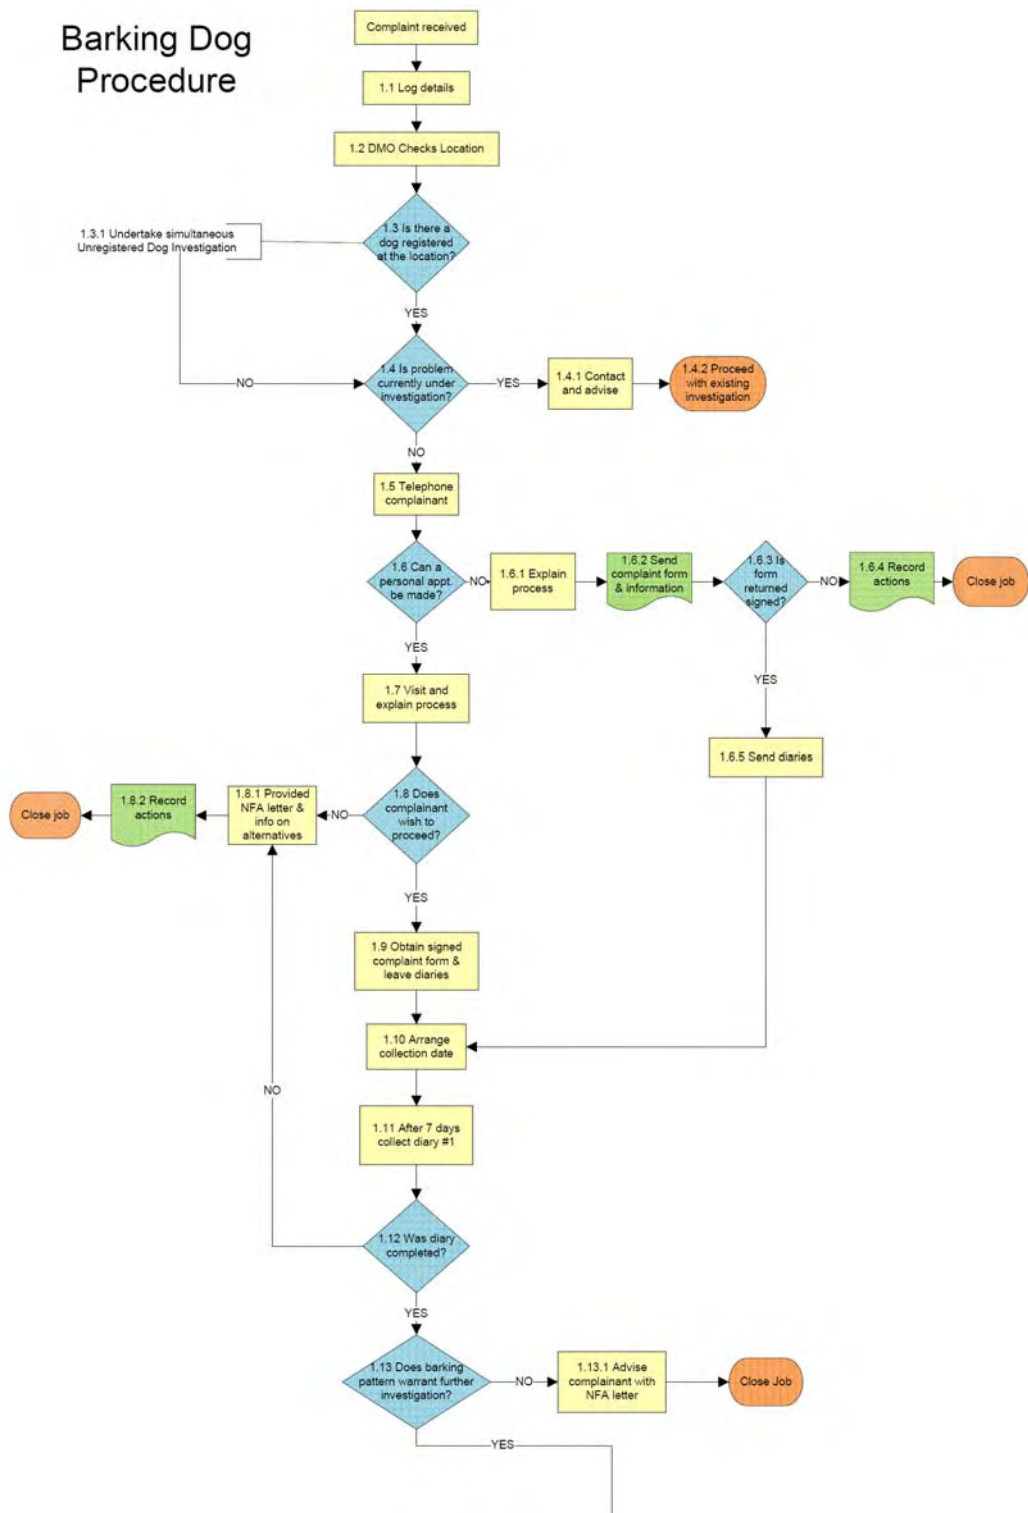 Barking Dog
Procedure
Complaint received
1.1 Log details
1.2 DMO Checks Location
1.3 Is there a
dog registered
at the location?
1.3.1 Undertake simultaneous
Unregistered Dog Investigation
YES
1.4 Is problem
currently under
investigation?
NO
YES
1.4.1 Contact
and advise
1.4.2 Proceed
with existing
investigation
NO
1.5 Telephone
complainant
1.6 Can a
personal appt.
be made?
NO
1.6.1 Explain
process
1.6.2 Send
complaint form
& information
1.6.3 Is
form
returned
signed?
NO
1.6.4 Record
actions
Close job
YES
YES
1.7 Visit and
explain process
1.6.5 Send diaries
1.8 Does
complainant
wish to
proceed?
NO
1.8.1 Provided
NFA letter &
info on
alternatives
1.8.2 Record
actions
Close job
YES
1.9 Obtain signed
complaint form &
leave diaries
1.10 Arrange
collection date
NO
1.11 After 7 days
collect diary #1
1.12 Was diary
completed?
YES
1.13 Does barking
pattern warrant further
investigation?
NO
1.13.1 Advise
complainant with
NFA letter
Close Job
YES